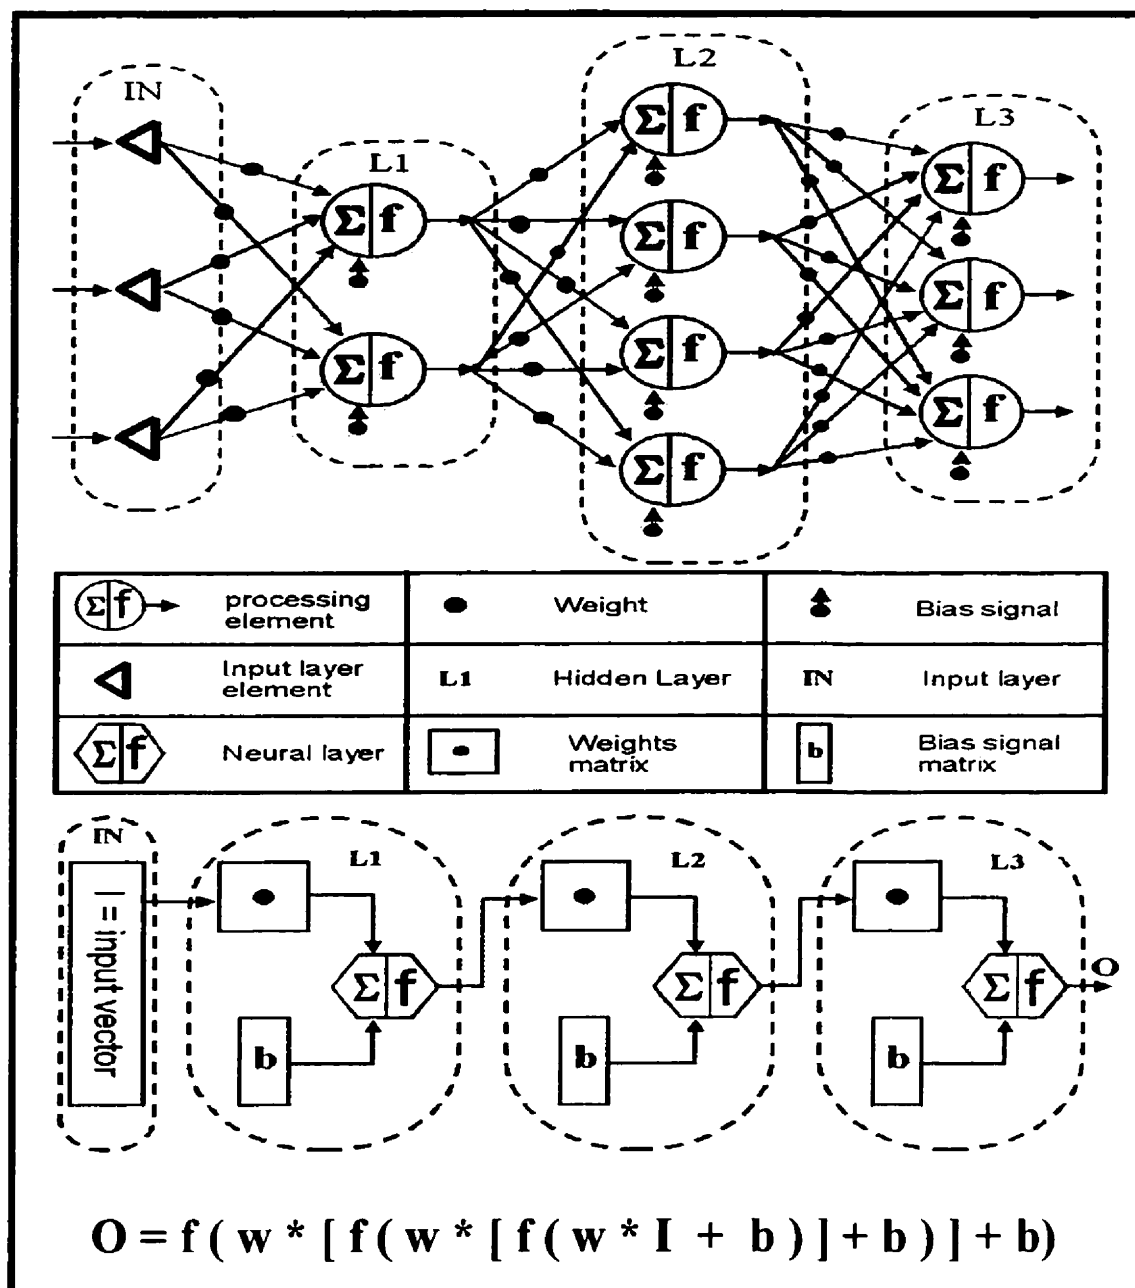 IN
L1
L2
L3
Σ f
Σ f
Σ f
Σ f
Σ f
Σ f
Σ f
Σ f
Σ f
Σ f
processing
element
Weight
Bias signal
Input layer
element
L1
Hidden Layer
IN
Input layer
Σ f
Neural layer
Weights
matrix
b
Bias signal
matrix
IN
I = input vector
L1
Σ f
b
L2
Σ f
b
L3
Σ f
b
O
O = f ( w * [ f ( w * [ f ( w * I + b ) ] + b ) ] + b)